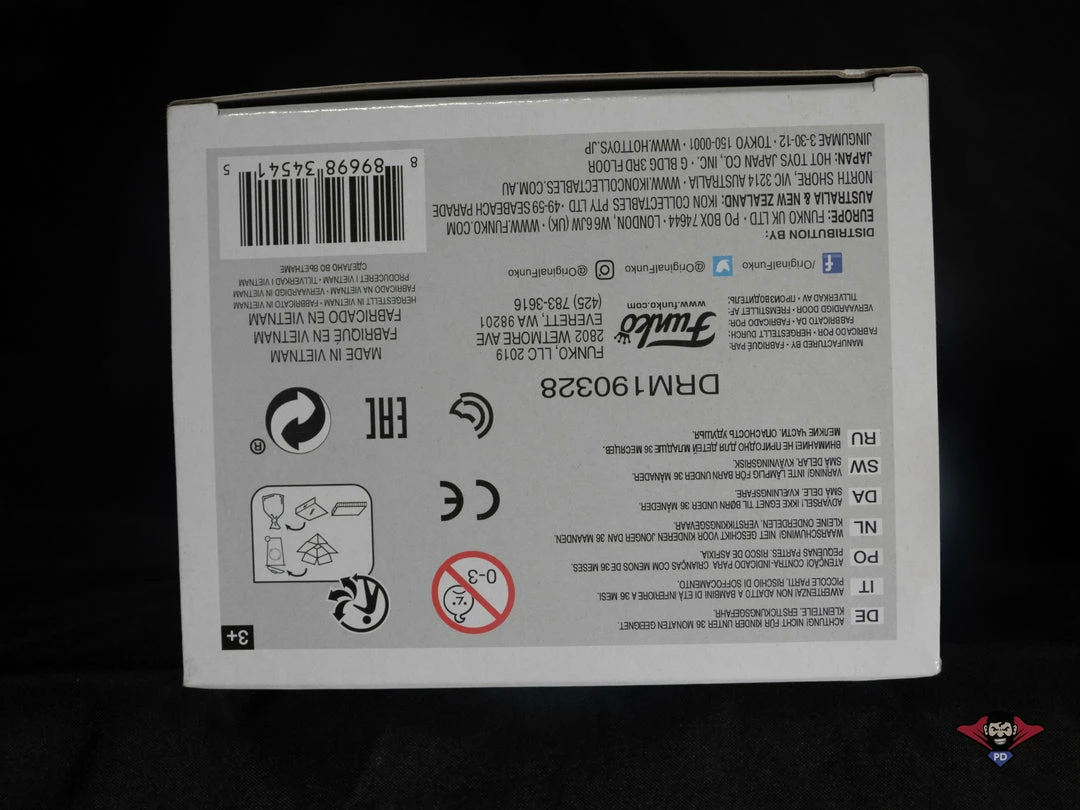 DE
ACHTUNG! NICHT FÜR KINDER UNTER 36 MONATEN GEEIGNET.
KLEINTEILE. ERSTICKUNGSGEFAHR.
IT
AVVERTENZA! NON ADATTO A BAMBINI DI ETÀ INFERIORE A 36 MESI.
PICCOLE PARTI. RISCHIO DI SOFFOCAMENTO.
PO
ATENÇÃO! CONTRA-INDICADO PARA CRIANÇAS COM MENOS DE 36 MESES.
PEQUENAS PARTES. RISCO DE ASFIXIA.
NL
WAARSCHUWING! NIET GESCHIKT VOOR KINDEREN JONGER DAN 36 MAANDEN.
KLEINE ONDERDELEN. VERSTIKKINGSGEVAAR.
DA
ADVARSEL! IKKE EGNET TIL BØRN UNDER 36 MÅNEDER.
SMÅ DELE. KVELNINGSFARE.
SW
VARNING! INTE LÄMPLIG FÖR BARN UNDER 36 MÅNADER.
SMÅ DELAR. KVÄVNINGSRISK.
RU
ВНИМАНИЕ! НЕ ПРИГОДНО ДЛЯ ДЕТЕЙ МЛАДШЕ 36 МЕСЯЦЕВ.
МЕЛКИЕ ЧАСТИ. ОПАСНОСТЬ УДУШЬЯ.
3+
0-3
CE
EAC
®
DRM190328
MANUFACTURED BY · FABRIQUÉ PAR:
FABRICADO POR · HERGESTELLT DURCH:
FABBRICATO DA · FABRICADO POR:
VERVAARDIGD DOOR · FREMSTILLET AF:
TILLVERKAD AV · ПРОИЗВОДИТЕЛЬ:
Funko
www.funko.com
FUNKO, LLC 2019
2802 WETMORE AVE
EVERETT, WA 98201
(425) 783-3616
MADE IN VIETNAM
FABRIQUÉ EN VIETNAM
FABRICADO EN VIETNAM
HERGESTELLT IN VIETNAM · FABBRICATO IN VIETNAM
FABRICADO NA VIETNAM · VERVAARDIGD IN VIETNAM
PRODUCERET I VIETNAM · TILLVERKAD I VIETNAM
СДЕЛАНО ВО ВЬЕТНАМЕ
/OriginalFunko
@OriginalFunko
@OriginalFunko
DISTRIBUTION BY:
EUROPE: FUNKO UK LTD · PO BOX 74644 · LONDON, W6 6JW (UK) · WWW.FUNKO.COM
AUSTRALIA & NEW ZEALAND: IKON COLLECTABLES PTY LTD · 49-59 SEABEACH PARADE
NORTH SHORE, VIC 3214 AUSTRALIA · WWW.IKONCOLLECTABLES.COM.AU
JAPAN: HOT TOYS JAPAN CO, INC. · G BLDG 3RD FLOOR
JINGUMAE 3-30-12 · TOKYO 150-0001 · WWW.HOTTOYS.JP
8 89698 34541 5
PD